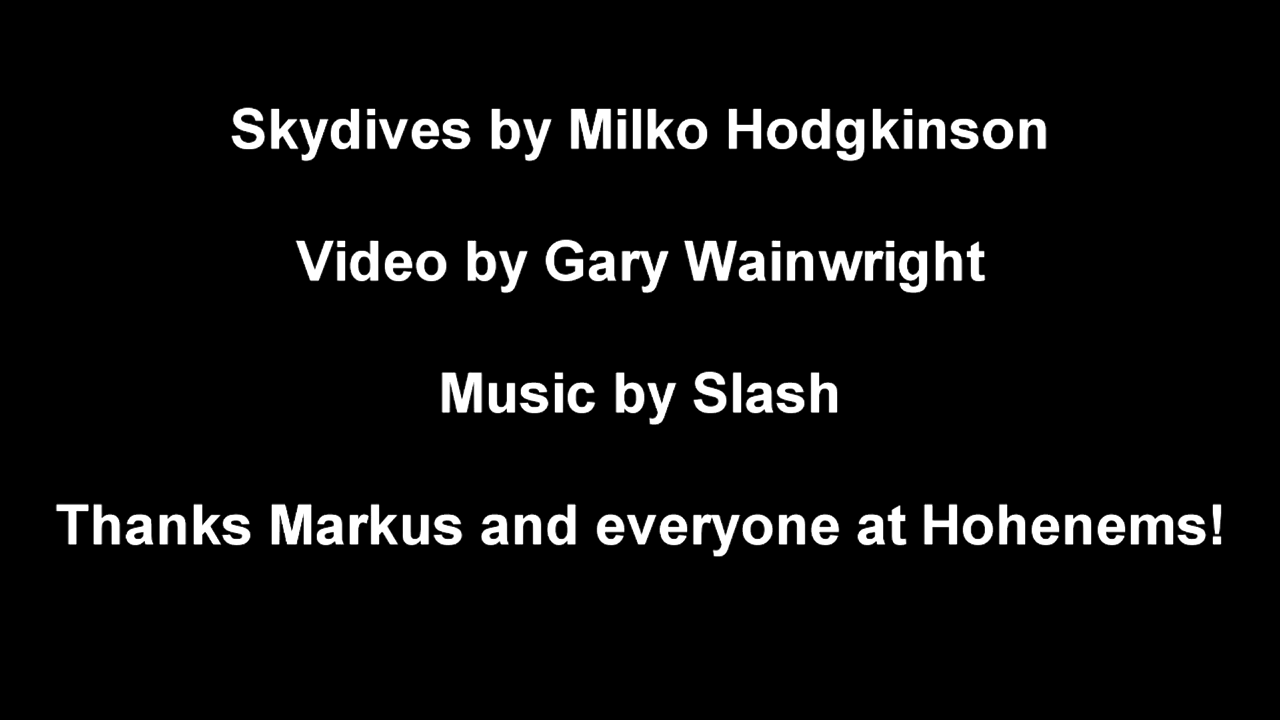 Skydives by Milko Hodgkinson
Video by Gary Wainwright
Music by Slash
Thanks Markus and everyone at Hohenems!